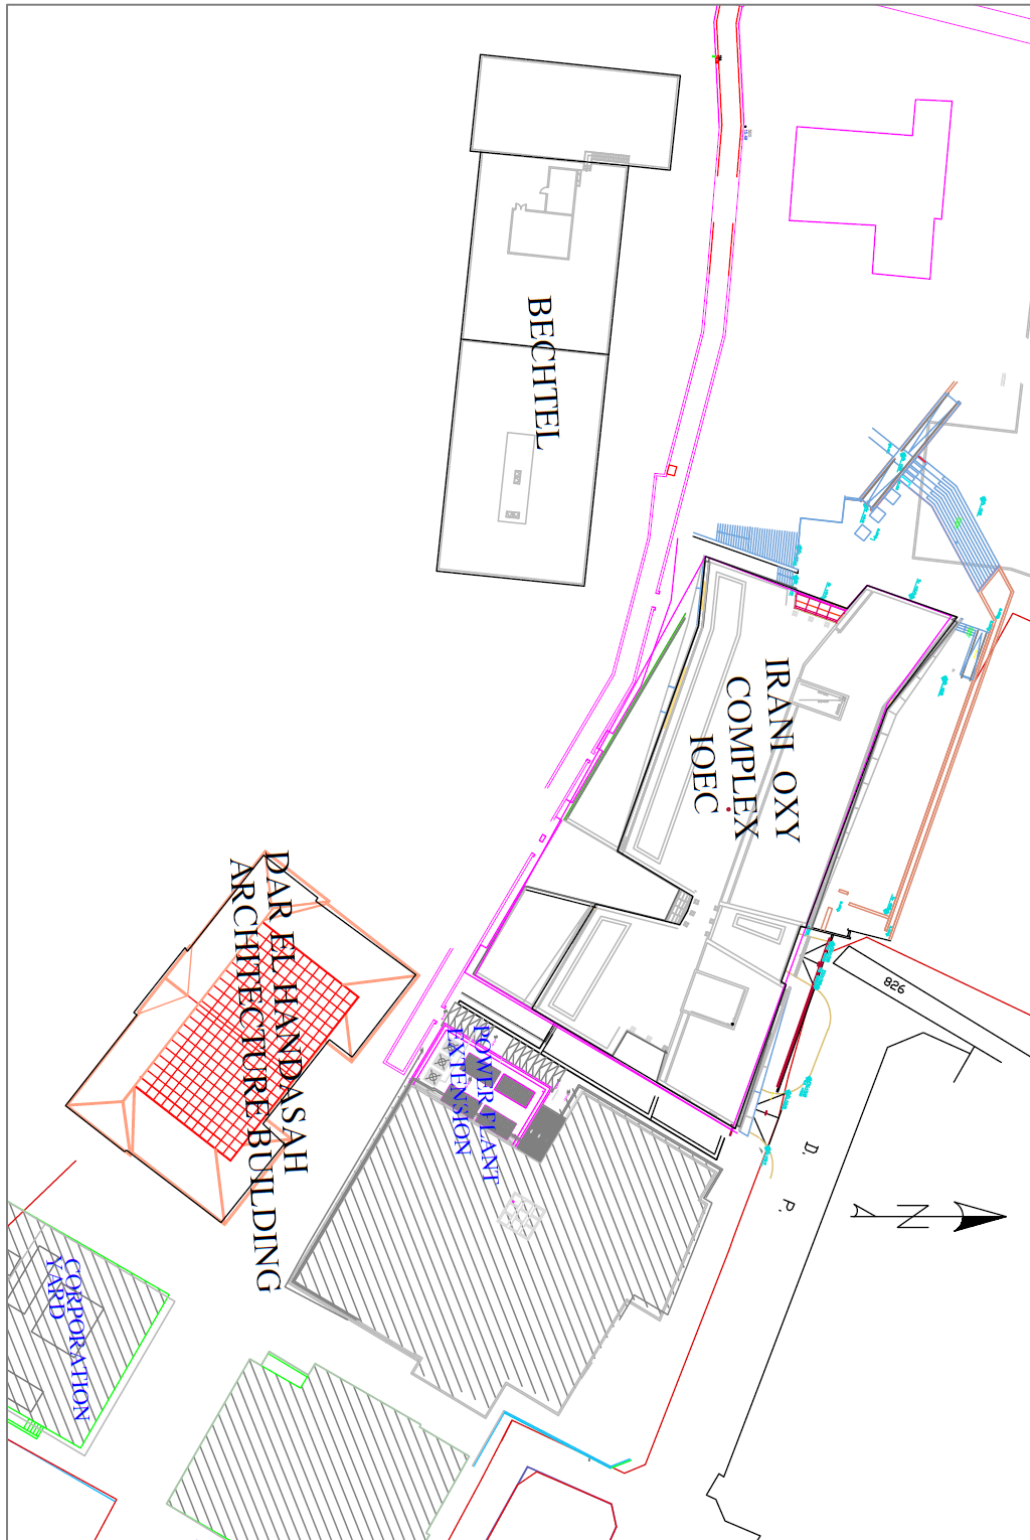 BECHTEL
IRANI OXY
COMPLEX
IOEC
DAR EL HANDASAH
ARCHITECTURE BUILDING
POWER PLANT
EXTENSION
CORPORATION
YARD
826
D.
P.
N